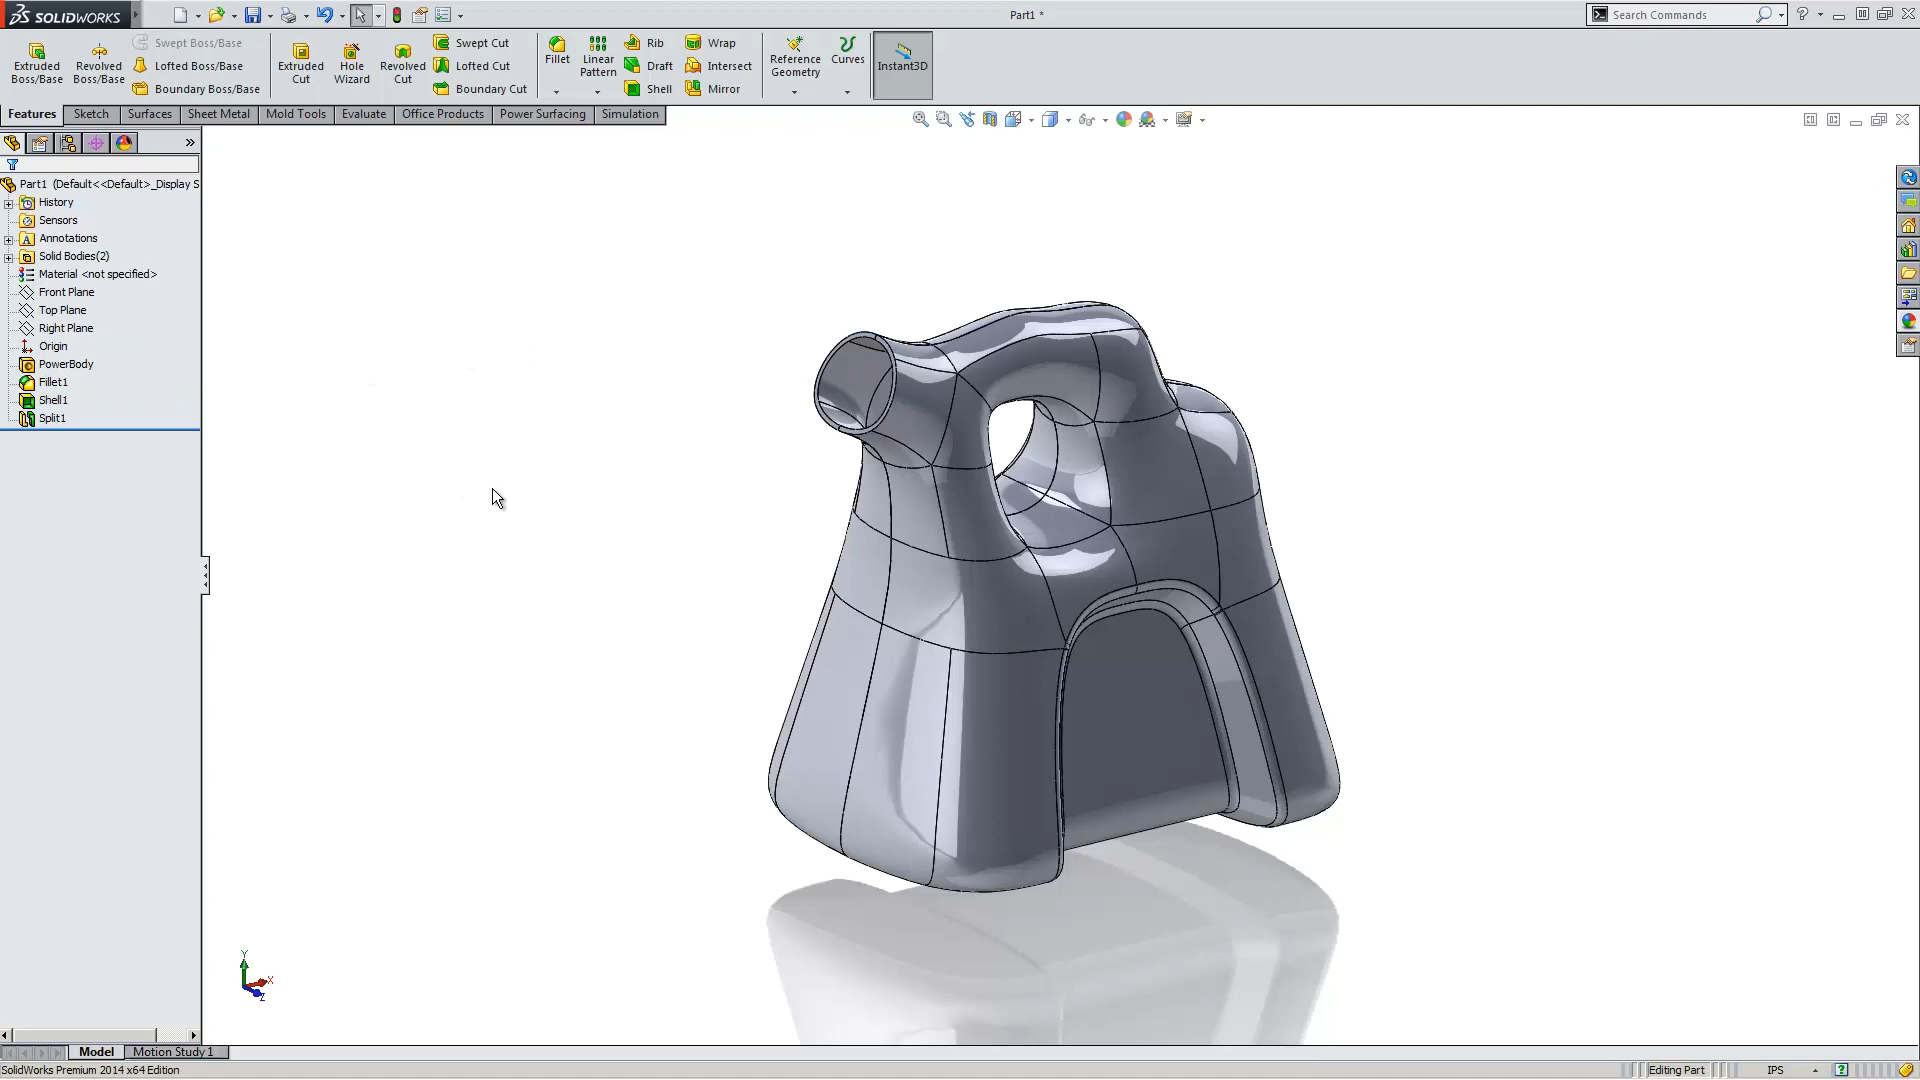 SOLIDWORKS
Part1 *
Search Commands
Extruded Boss/Base
Revolved Boss/Base
Swept Boss/Base
Lofted Boss/Base
Boundary Boss/Base
Extruded Cut
Hole Wizard
Revolved Cut
Swept Cut
Lofted Cut
Boundary Cut
Fillet
Linear Pattern
Rib
Draft
Shell
Wrap
Intersect
Mirror
Reference Geometry
Curves
Instant3D
Features Sketch Surfaces Sheet Metal Mold Tools Evaluate Office Products Power Surfacing Simulation
Part1 (Default<<Default>_Display S
History
Sensors
Annotations
Solid Bodies(2)
Material <not specified>
Front Plane
Top Plane
Right Plane
Origin
PowerBody
Fillet1
Shell1
Split1
Y
X
Z
Model Motion Study 1
SolidWorks Premium 2014 x64 Edition
Editing Part
IPS